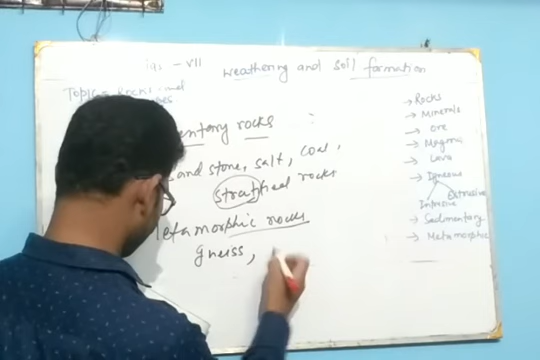 VII
weathering and soil formation
Topic Rocks and
entary rocks :
and stone, salt, coal,
stratified rocks
etamorphic rocks
gneiss,
→ Rocks
→ Minerals
→ Ore
→ Magma
→ Lava
→ Igneous
Extrusive
Intrusive
→ Sedimentary
→ Metamorphic